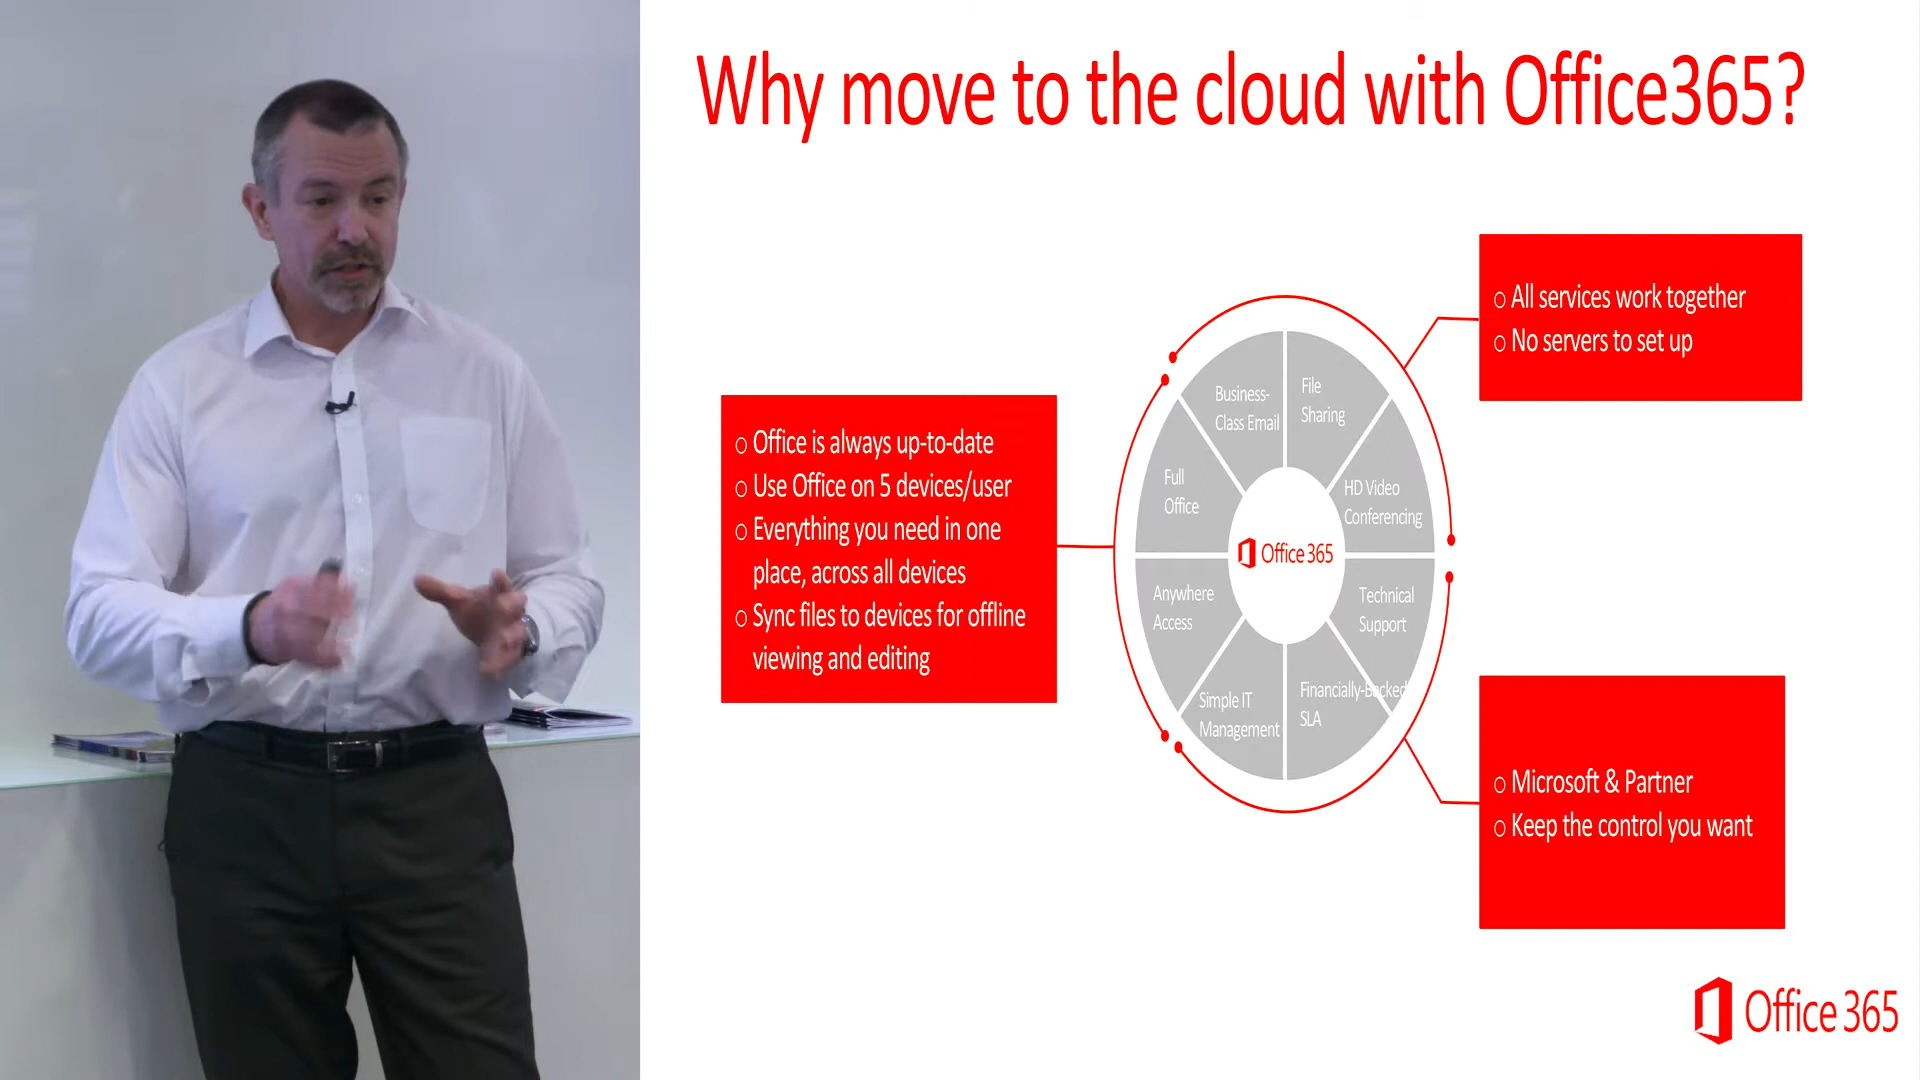 Why move to the cloud with Office365?
○ All services work together
○ No servers to set up
○ Office is always up-to-date
○ Use Office on 5 devices/user
○ Everything you need in one
place, across all devices
○ Sync files to devices for offline
viewing and editing
Business-
Class Email
File
Sharing
Full
Office
HD Video
Conferencing
Office 365
Anywhere
Access
Technical
Support
Simple IT
Management
Financially-Backed
SLA
○ Microsoft & Partner
○ Keep the control you want
Office 365